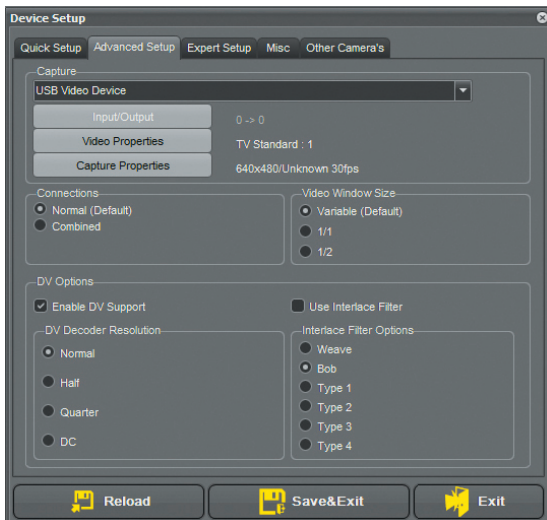 Device Setup
Quick Setup Advanced Setup Expert Setup Misc Other Camera's
Capture
USB Video Device
Input/Output 0 -> 0
Video Properties TV Standard : 1
Capture Properties 640x480/Unknown 30fps
Connections
Normal (Default)
Combined
Video Window Size
Variable (Default)
1/1
1/2
DV Options
Enable DV Support
Use Interlace Filter
DV Decoder Resolution
Normal
Half
Quarter
DC
Interlace Filter Options
Weave
Bob
Type 1
Type 2
Type 3
Type 4
Reload Save&Exit Exit